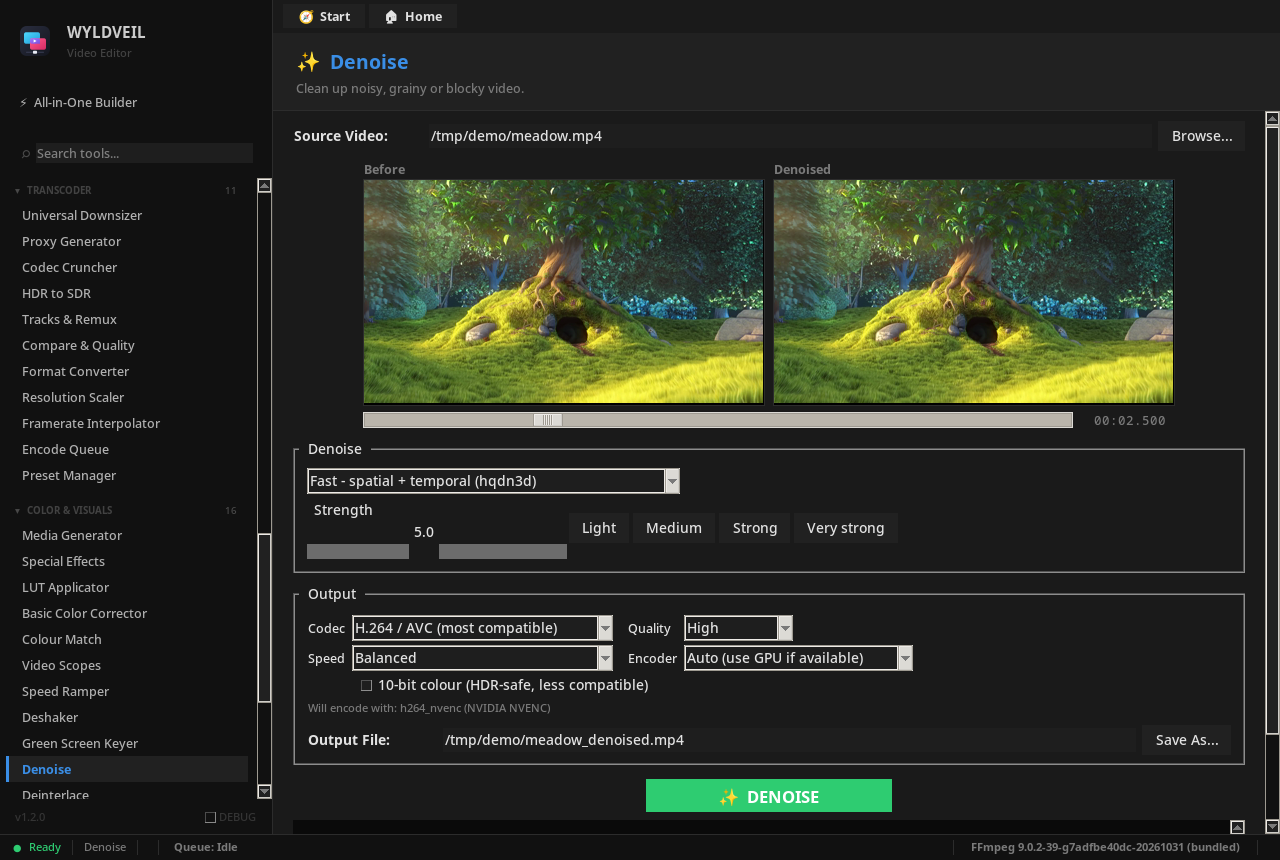 WYLDVEIL
Video Editor
⚡ All-in-One Builder
Search tools...
TRANSCODER 11
Universal Downsizer
Proxy Generator
Codec Cruncher
HDR to SDR
Tracks & Remux
Compare & Quality
Format Converter
Resolution Scaler
Framerate Interpolator
Encode Queue
Preset Manager
COLOR & VISUALS 16
Media Generator
Special Effects
LUT Applicator
Basic Color Corrector
Colour Match
Video Scopes
Speed Ramper
Deshaker
Green Screen Keyer
Denoise
Deinterlace
v1.2.0 DEBUG
Start Home
Denoise
Clean up noisy, grainy or blocky video.
Source Video: /tmp/demo/meadow.mp4 Browse...
Before Denoised
00:02.500
Denoise
Fast - spatial + temporal (hqdn3d)
Strength
5.0 Light Medium Strong Very strong
Output
Codec H.264 / AVC (most compatible) Quality High
Speed Balanced Encoder Auto (use GPU if available)
10-bit colour (HDR-safe, less compatible)
Will encode with: h264_nvenc (NVIDIA NVENC)
Output File: /tmp/demo/meadow_denoised.mp4 Save As...
DENOISE
Ready Denoise Queue: Idle FFmpeg 9.0.2-39-g7adfbe40dc-20261031 (bundled)